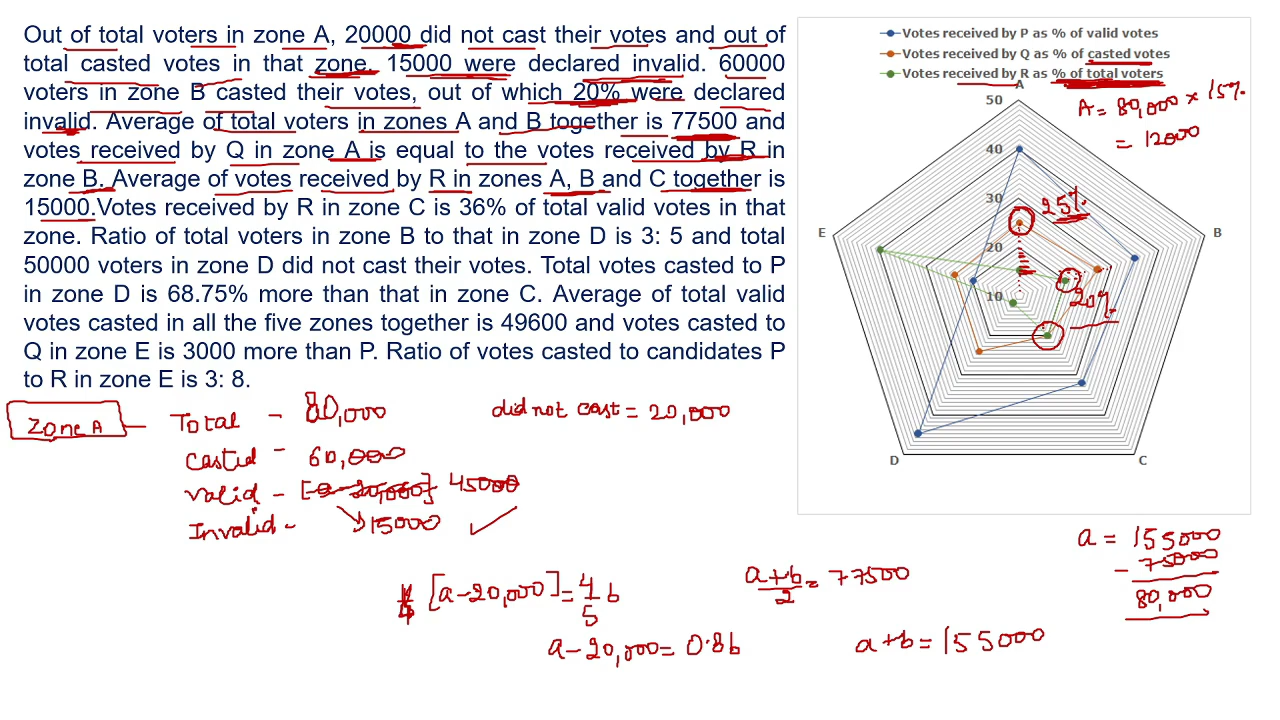 Out of total voters in zone A, 20000 did not cast their votes and out of
total casted votes in that zone, 15000 were declared invalid. 60000
voters in zone B casted their votes, out of which 20% were declared
invalid. Average of total voters in zones A and B together is 77500 and
votes received by Q in zone A is equal to the votes received by R in
zone B. Average of votes received by R in zones A, B and C together is
15000.Votes received by R in zone C is 36% of total valid votes in that
zone. Ratio of total voters in zone B to that in zone D is 3: 5 and total
50000 voters in zone D did not cast their votes. Total votes casted to P
in zone D is 68.75% more than that in zone C. Average of total valid
votes casted in all the five zones together is 49600 and votes casted to
Q in zone E is 3000 more than P. Ratio of votes casted to candidates P
to R in zone E is 3: 8.
Votes received by P as % of valid votes
Votes received by Q as % of casted votes
Votes received by R as % of total voters
A
50
40
30
20
10
B
C
D
E
A = 80,000 × 15%
= 12000
25%
20%
Zone A
Total - 80,000
did not cast = 20,000
Casted - 60,000
Valid - [a-20,000] 45000
Invalid - 15000
[a-20,000] = 4/5 b
a-20,000 = 0.8b
a+b/2 = 77500
a+b = 155000
a = 155000
- 75000
80,000